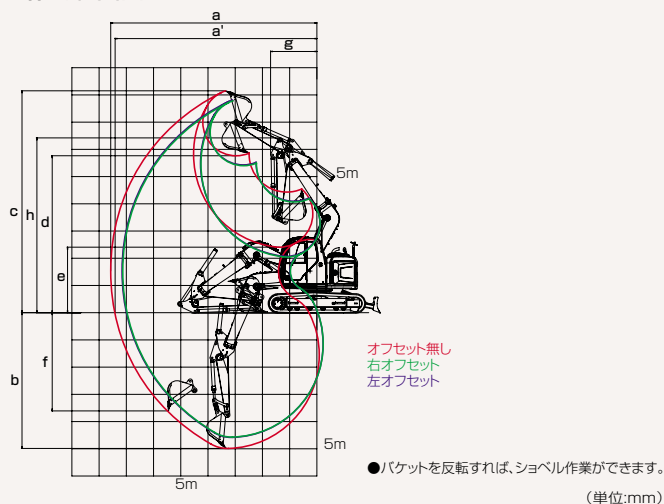 a
a'
g
5m
c
h
d
e
f
b
オフセット無し
右オフセット
左オフセット
5m
5m
●バケットを反転すれば、ショベル作業ができます。
(単位:mm)